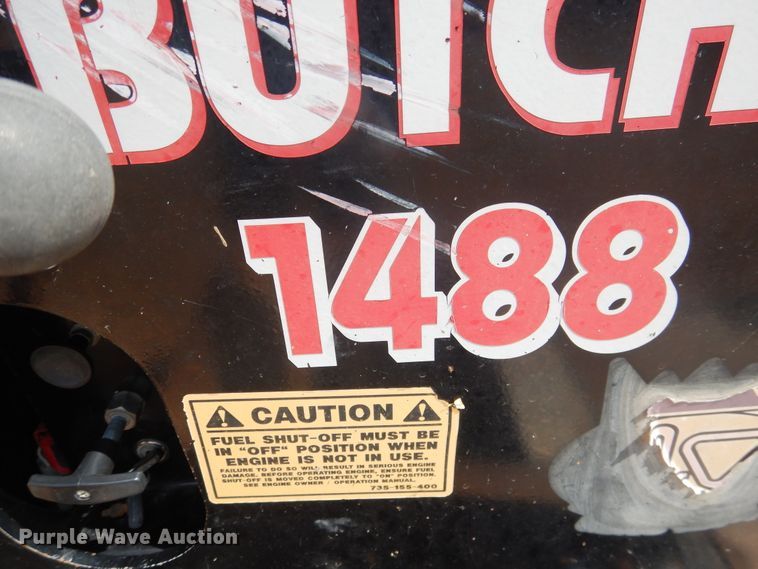 BUTCH
1488
CAUTION
FUEL SHUT-OFF MUST BE
IN "OFF" POSITION WHEN
ENGINE IS NOT IN USE.
FAILURE TO DO SO WILL RESULT IN SERIOUS ENGINE
DAMAGE, BEFORE OPERATING ENGINE, ENSURE FUEL
SHUT-OFF IS MOVED COMPLETELY TO "ON" POSITION.
SEE ENGINE OWNER / OPERATION MANUAL.
735-155-400
Purple Wave Auction